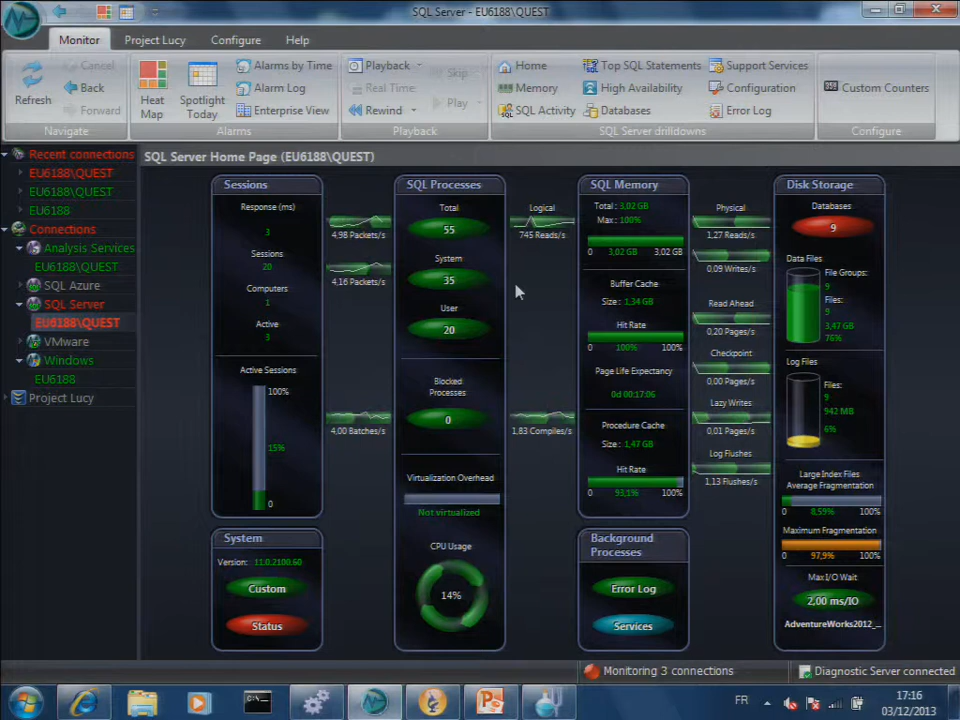 SQL Server - EU6188\QUEST
Monitor
Project Lucy
Configure
Help
Refresh
Cancel
Back
Forward
Navigate
Heat Map
Spotlight Today
Alarms by Time
Alarm Log
Enterprise View
Alarms
Playback
Real Time
Rewind
Skip
Play
Playback
Home
Memory
SQL Activity
Top SQL Statements
High Availability
Databases
Support Services
Configuration
Error Log
SQL Server drilldowns
Custom Counters
Configure
Recent connections
EU6188\QUEST
EU6188\QUEST
EU6188
Connections
Analysis Services
EU6188\QUEST
SQL Azure
SQL Server
EU6188\QUEST
VMware
Windows
EU6188
Project Lucy
SQL Server Home Page (EU6188\QUEST)
Sessions
Response (ms)
3
Sessions
20
Computers
1
Active
3
Active Sessions
100%
15%
0
System
Version: 11.0.2100.60
Custom
Status
4,98 Packets/s
4,16 Packets/s
4,00 Batches/s
SQL Processes
Total
55
System
35
User
20
Blocked
Processes
0
Virtualization Overhead
Not virtualized
CPU Usage
14%
Logical
745 Reads/s
1,83 Compiles/s
SQL Memory
Total: 3,02 GB
Max: 100%
0 3,02 GB 3,02 GB
Buffer Cache
Size: 1,34 GB
Hit Rate
100% 100%
Page Life Expectancy
0d 00:17:06
Procedure Cache
Size: 1,47 GB
Hit Rate
0 93,1% 100%
Background
Processes
Error Log
Services
Physical
1,27 Reads/s
0,09 Writes/s
Read Ahead
0,20 Pages/s
Checkpoint
0,00 Pages/s
Lazy Writes
0,01 Pages/s
Log Flushes
1,13 Flushes/s
Disk Storage
Databases
9
Data Files
File Groups:
9
Files:
9
3,47 GB
76%
Log Files
Files:
9
942 MB
6%
Large Index Files
Average Fragmentation
0 8,59% 100%
Maximum Fragmentation
0 97,9% 100%
Max I/O Wait
2,00 ms/IO
AdventureWorks2012_...
Monitoring 3 connections
Diagnostic Server connected
FR
17:16
03/12/2013